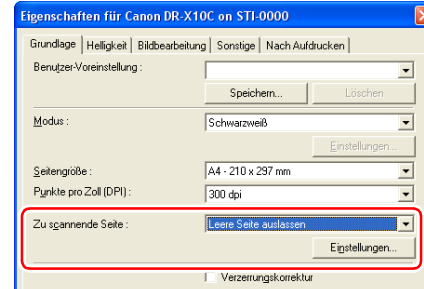 Eigenschaften für Canon DR-X10C on STI-0000
Grundlage Helligkeit Bildbearbeitung Sonstige Nach Aufdrucken
Benutzer-Voreinstellung :
Speichern... Löschen
Modus : Schwarzweiß
Einstellungen...
Seitengröße : A4 - 210 x 297 mm
Punkte pro Zoll (DPI) : 300 dpi
Zu scannende Seite : Leere Seite auslassen
Einstellungen...
Verzerrungskorrektur